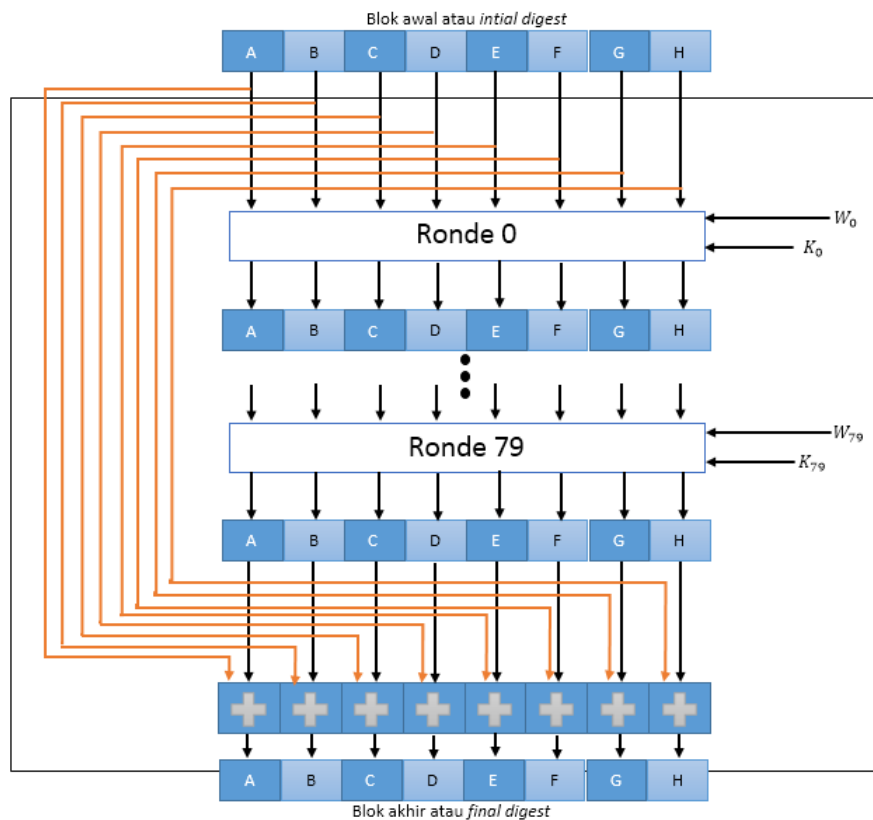 Blok awal atau intial digest
A B C D E F G H
Ronde 0
W₀
K₀
A B C D E F G H
Ronde 79
W₇₉
K₇₉
A B C D E F G H
A B C D E F G H
Blok akhir atau final digest